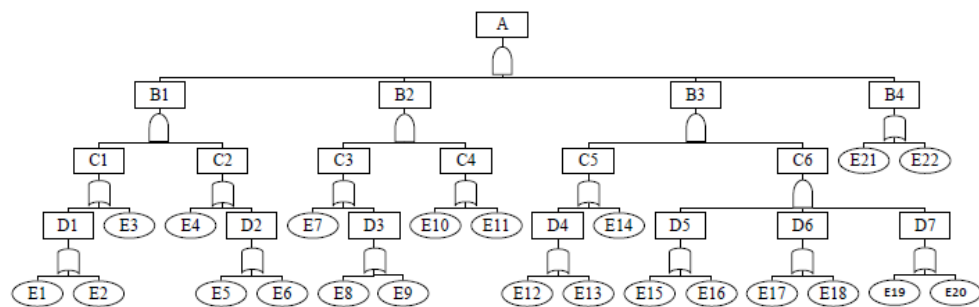 A
B1 B2 B3 B4
C1 C2 C3 C4 C5 C6 E21 E22
D1 E3 E4 D2 E7 D3 E10 E11 D4 E14 D5 D6 D7
E1 E2 E5 E6 E8 E9 E12 E13 E15 E16 E17 E18 E19 E20